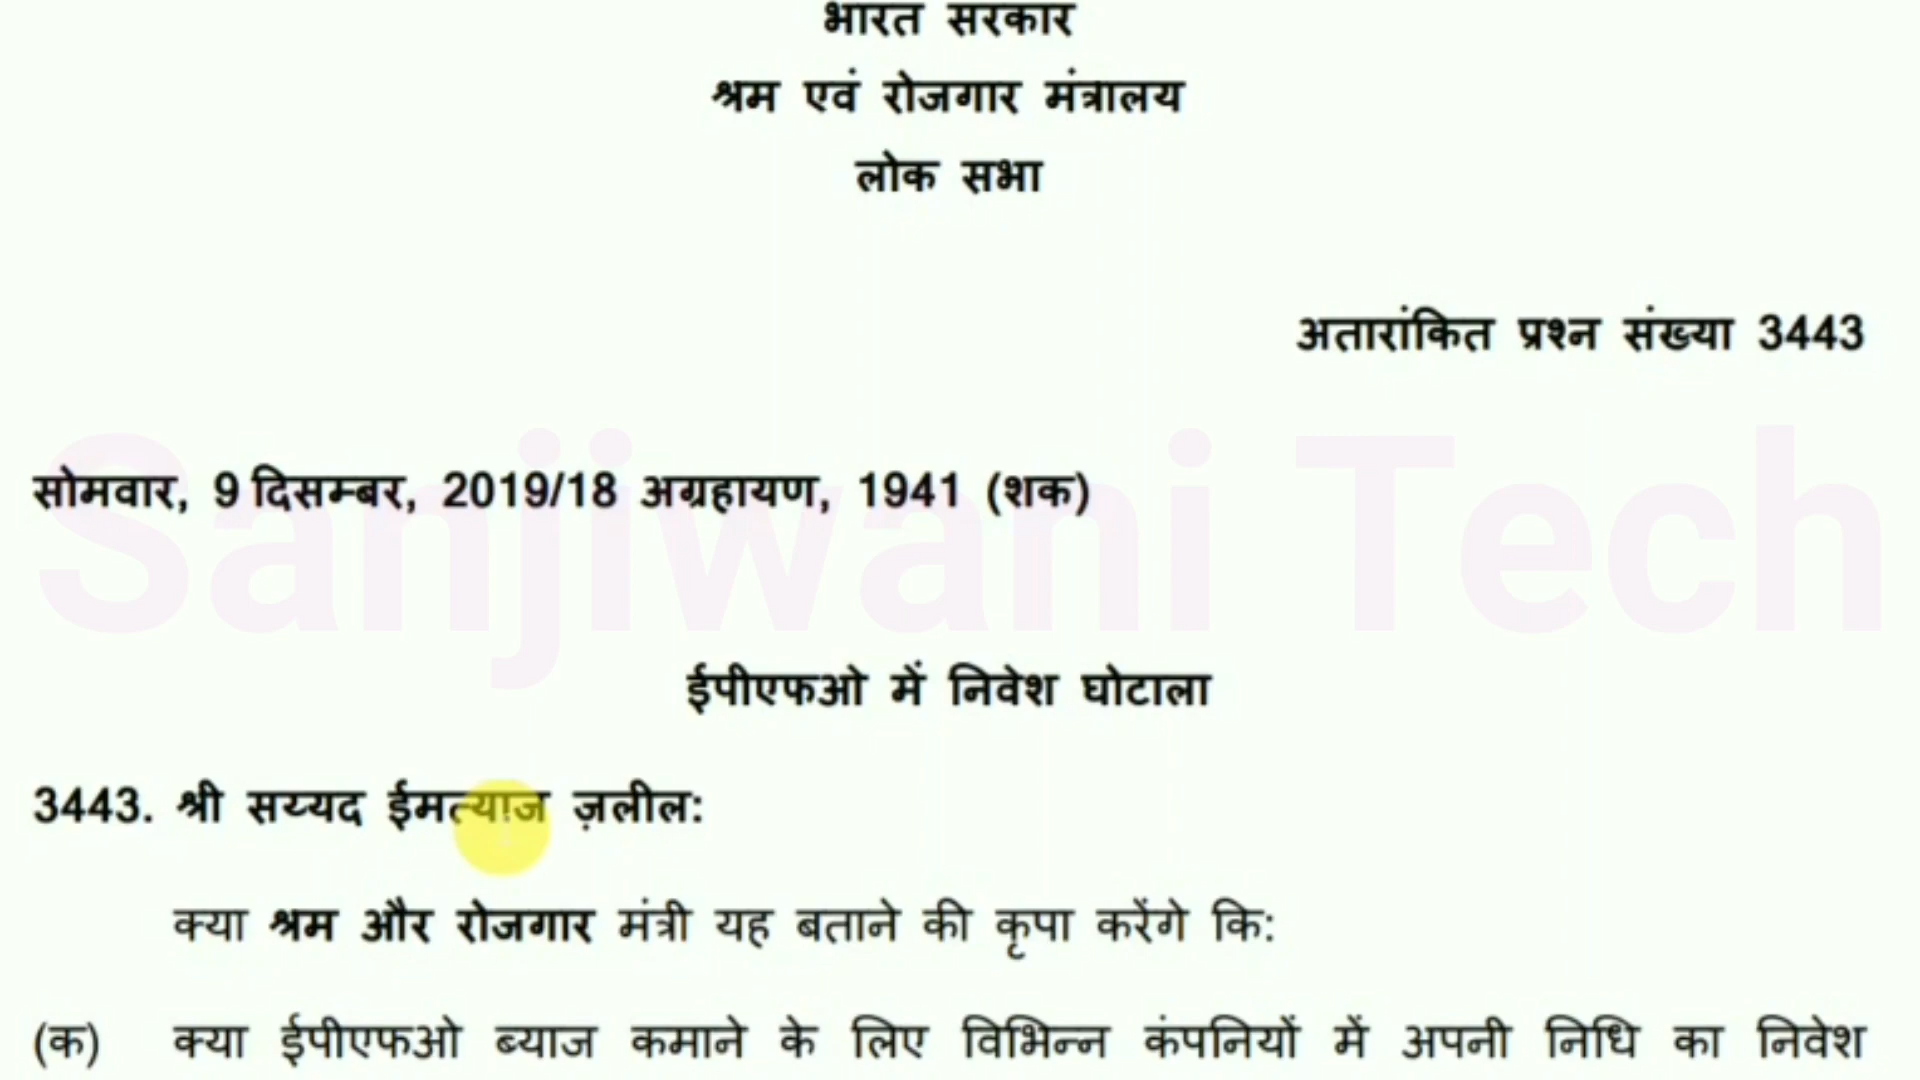 भारत सरकार
श्रम एवं रोजगार मंत्रालय
लोक सभा
अतारांकित प्रश्न संख्या 3443
सोमवार, 9 दिसम्बर, 2019/18 अग्रहायण, 1941 (शक)
Sanjiwani Tech
ईपीएफओ में निवेश घोटाला
3443. श्री सय्यद ईमत्याज ज़लील:
क्या श्रम और रोजगार मंत्री यह बताने की कृपा करेंगे कि:
(क) क्या ईपीएफओ ब्याज कमाने के लिए विभिन्न कंपनियों में अपनी निधि का निवेश